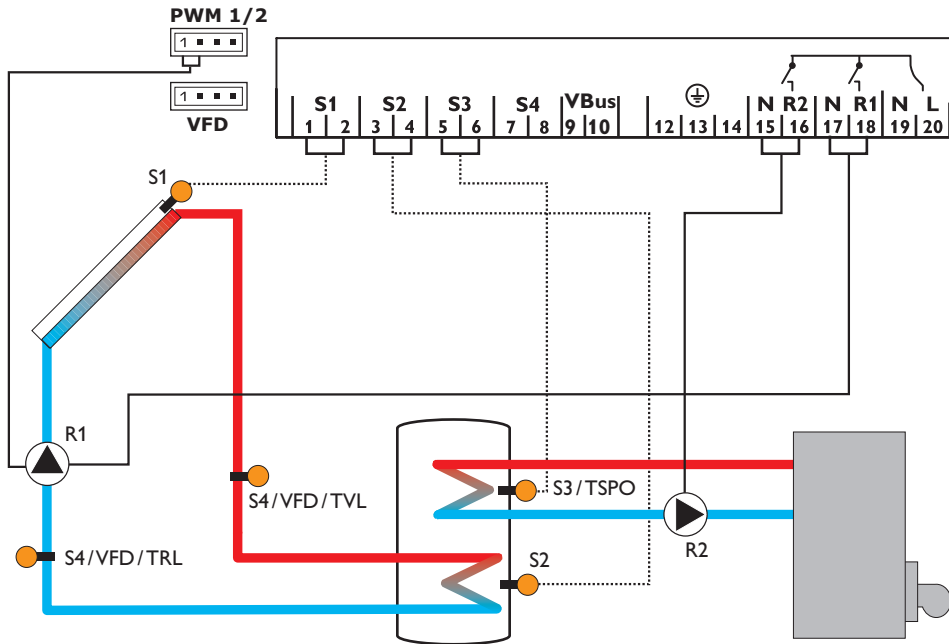 PWM 1/2
1
1
VFD
S1 S2 S3 S4 VBus N R2 N R1 N L
1 2 3 4 5 6 7 8 9 10 12 13 14 15 16 17 18 19 20
S1
R1
S4/VFD/TVL
S3/TSPO
R2
S4/VFD/TRL
S2